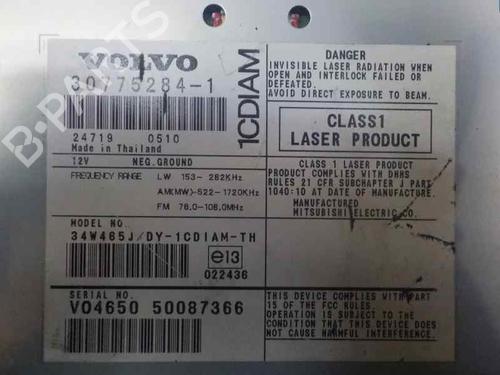 VOLVO
30775284-1
24719 0510
Made in Thailand
1CDIAM
12V NEG.GROUND
FREQUENCY RANGE LW 153- 282KHz
AM(MW)-522-1720KHz
FM 76.0-108.0MHz
MODEL NO.
34W465J/DY-1CDIAM-TH
e13
022436
SERIAL NO.
VO4650 50087366
DANGER
INVISIBLE LASER RADIATION WHEN
OPEN AND INTERLOCK FAILED OR
DEFEATED.
AVOID DIRECT EXPOSURE TO BEAM.
CLASS1
LASER PRODUCT
CLASS 1 LASER PRODUCT
PRODUCT COMPLIES WITH DHHS
RULES 21 CFR SUBCHAPTER J PART
1040:10 AT DATE OF MANUFACTURE.
MANUFACTURED
MITSUBISHI ELECTRIC CO.
THIS DEVICE COMPLIES WITH PART
15 OF THE FCC RULES.
OPERATION IS SUBJECT TO THE
CONDITION THAT THIS DEVICE DOES
NOT CAUSE HARMFUL INTERFERENCE.
B-PARTS